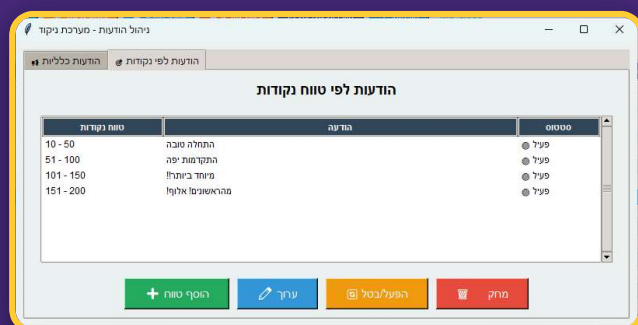 ניהול הודעות - מערכת ניקוד
הודעות כלליות
הודעות לפי נקודות
הודעות לפי טווח נקודות
טווח נקודות הודעה סטטוס
10 - 50 התחלה טובה פעיל
51 - 100 התקדמות יפה פעיל
101 - 150 מיוחד ביותר!! פעיל
151 - 200 מהראשונים! אלוף! פעיל
הוסף טווח ערוך הפעל/בטל מחק